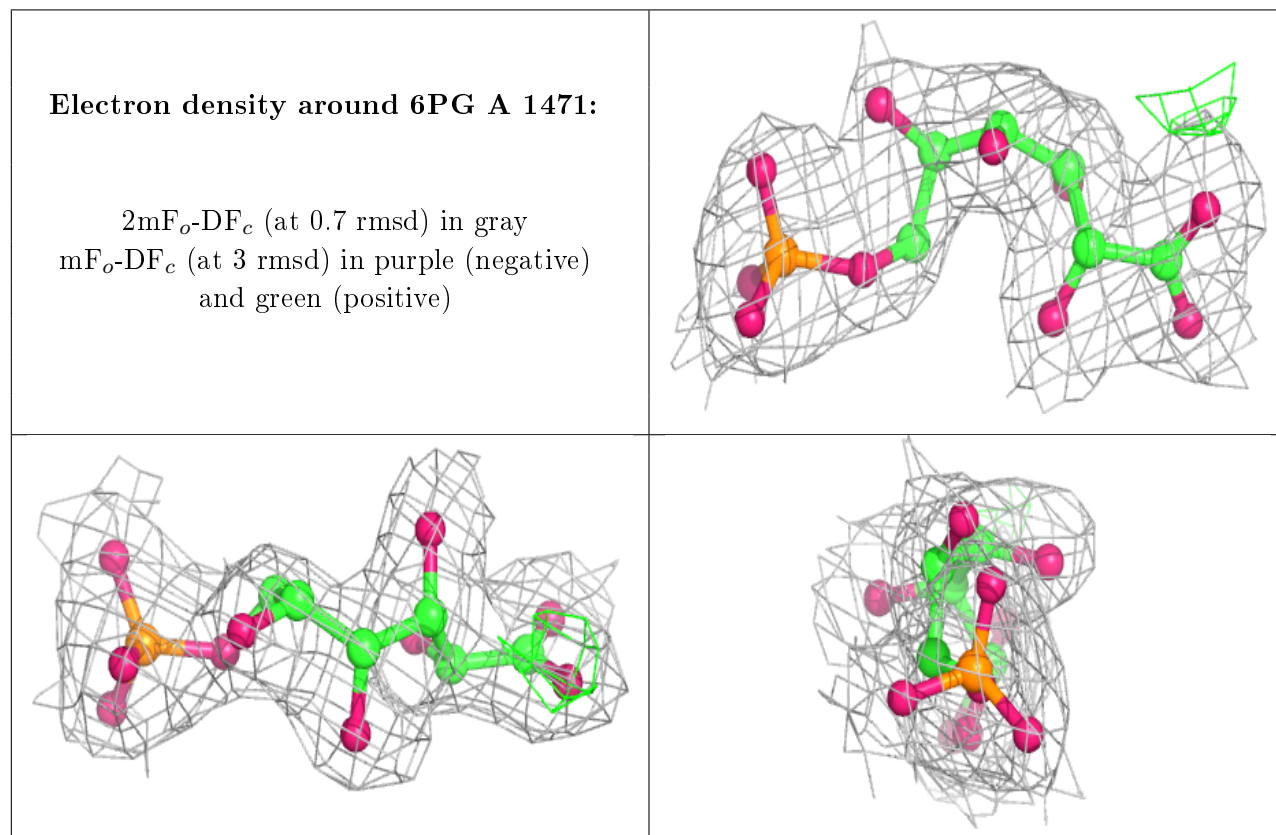 Electron density around 6PG A 1471:
2mFo-DFc (at 0.7 rmsd) in gray
mFo-DFc (at 3 rmsd) in purple (negative)
and green (positive)